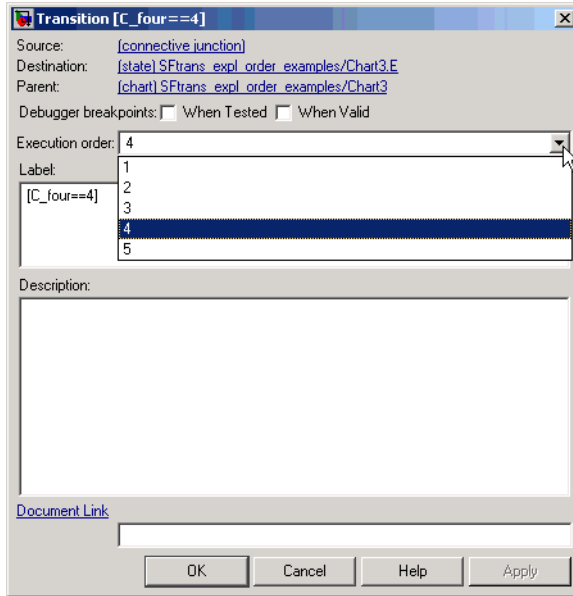 Transition [C_four==4]
Source: (connective junction)
Destination: (state) SFtrans_expl_order_examples/Chart3.E
Parent: (chart) SFtrans_expl_order_examples/Chart3
Debugger breakpoints: When Tested When Valid
Execution order: 4
Label:
1
[C_four==4]
2
3
4
5
Description:
Document Link
OK Cancel Help Apply